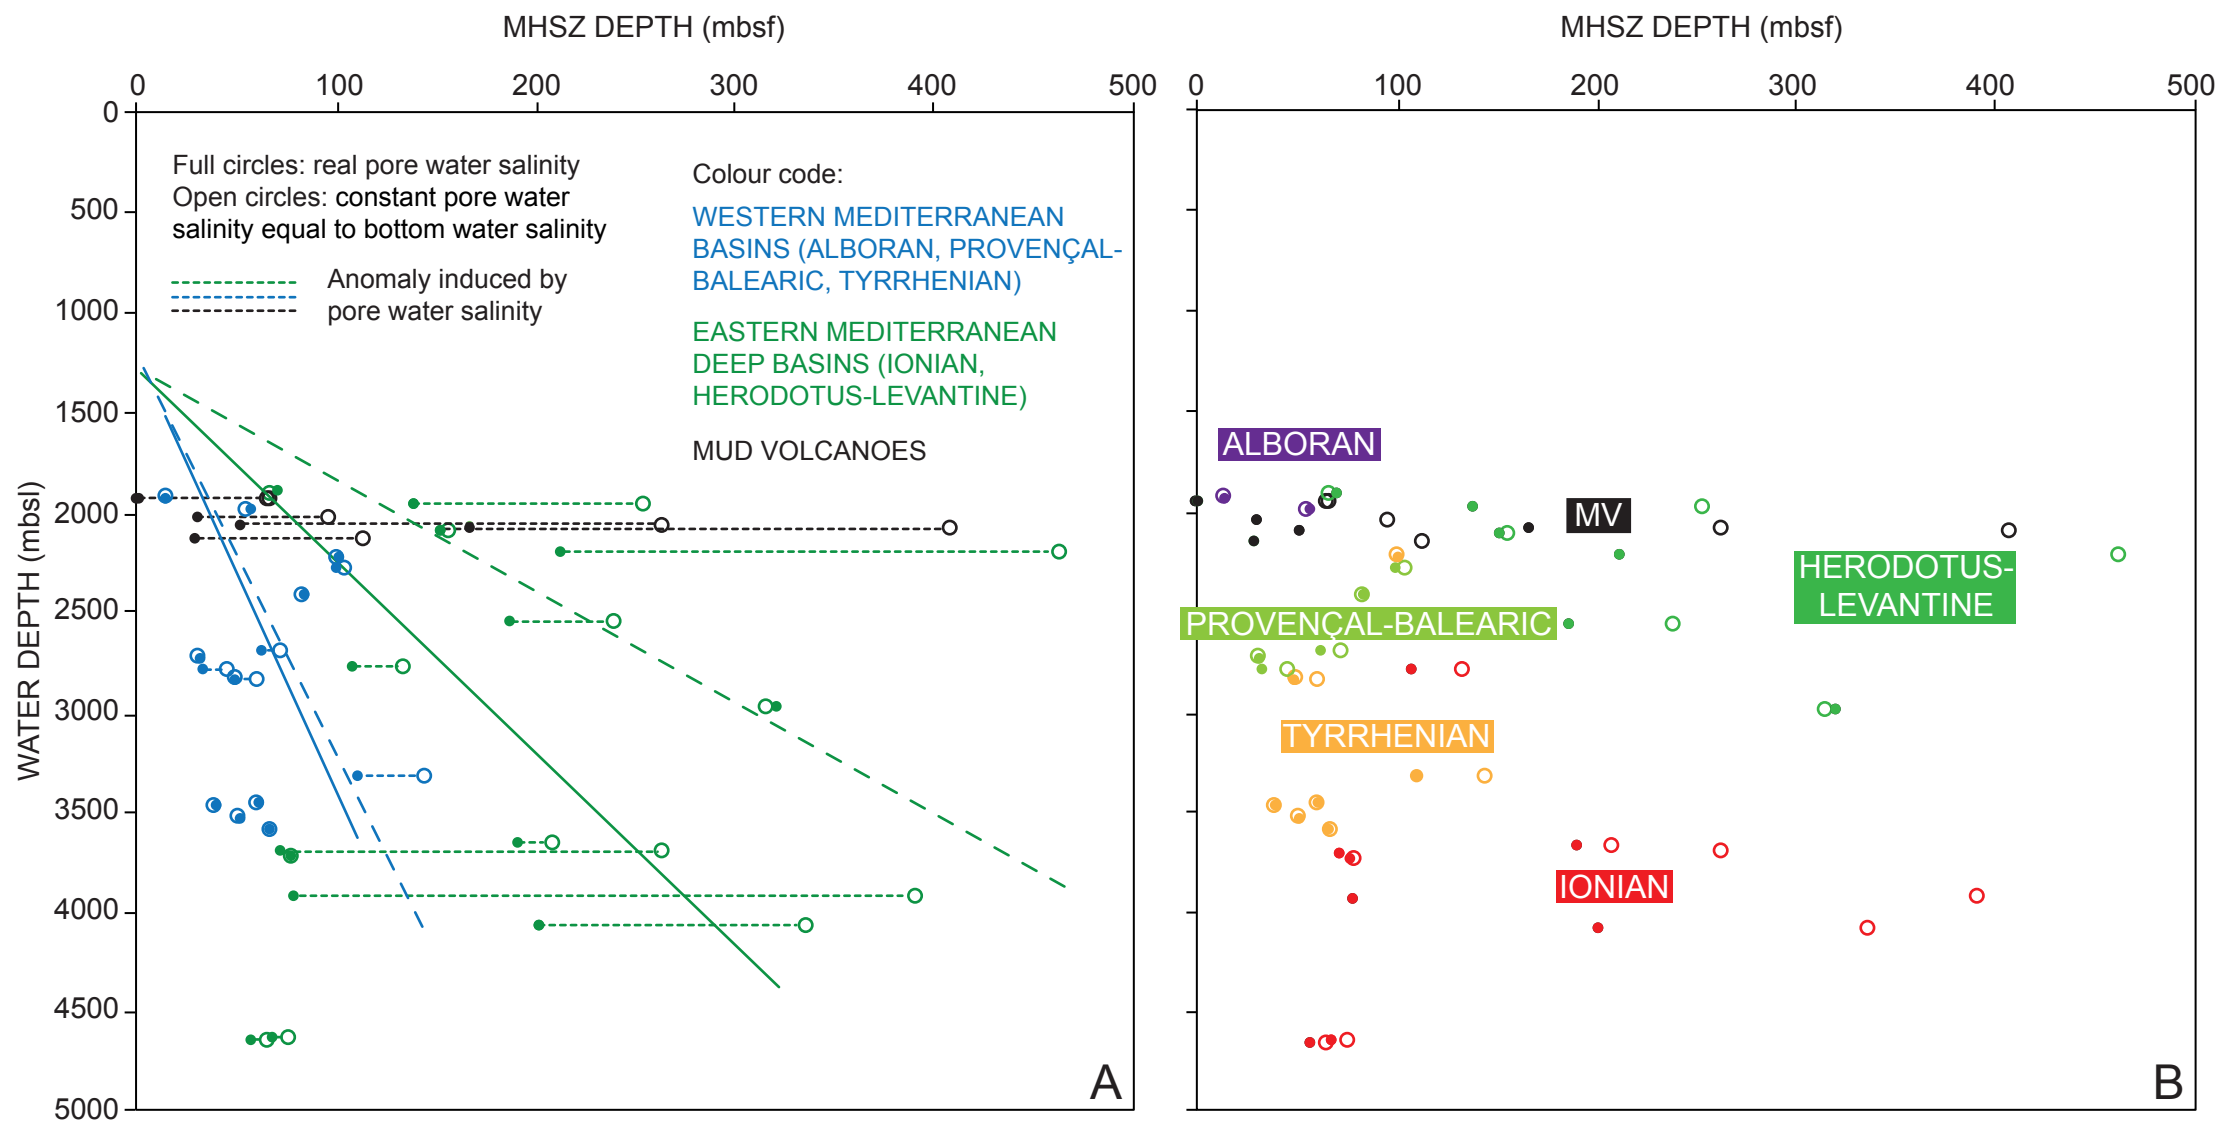 MHSZ DEPTH (mbsf)
0 100 200 300 400 500
0
500
1000
1500
2000
2500
3000
3500
4000
4500
5000
WATER DEPTH (mbsl)
Full circles: real pore water salinity
Open circles: constant pore water
salinity equal to bottom water salinity
Anomaly induced by
pore water salinity
Colour code:
WESTERN MEDITERRANEAN
BASINS (ALBORAN, PROVENÇAL-
BALEARIC, TYRRHENIAN)
EASTERN MEDITERRANEAN
DEEP BASINS (IONIAN,
HERODOTUS-LEVANTINE)
MUD VOLCANOES
A
MHSZ DEPTH (mbsf)
0 100 200 300 400 500
ALBORAN
MV
HERODOTUS-
LEVANTINE
PROVENÇAL-BALEARIC
TYRRHENIAN
IONIAN
B